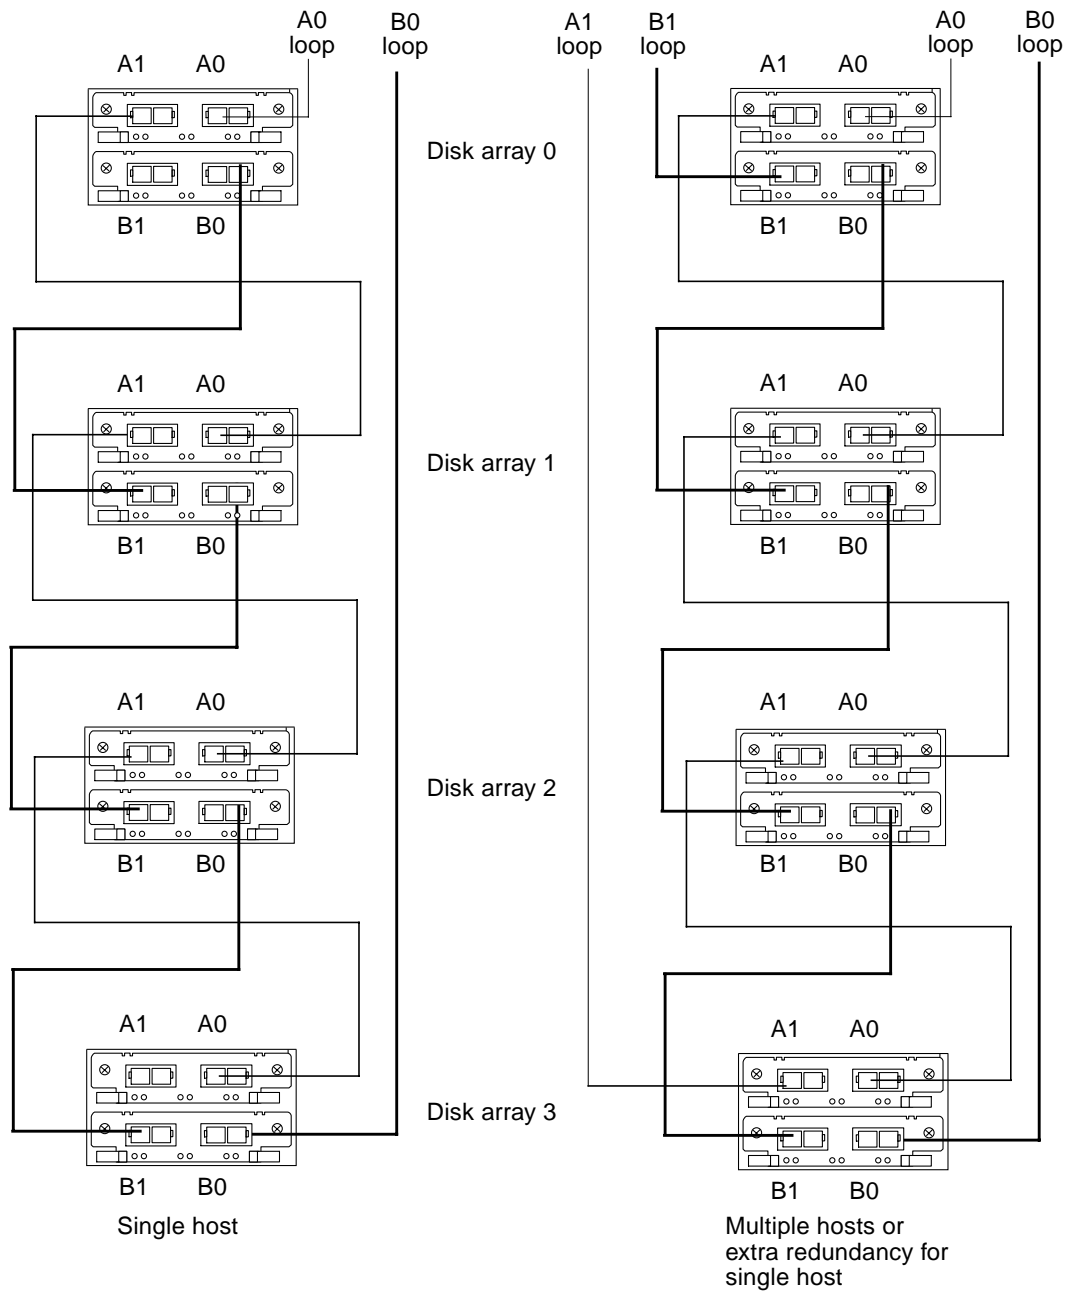 A0
loop
B0
loop
A1
loop
B1
loop
A0
loop
B0
loop
A1 A0
A1 A0
Disk array 0
B1 B0
B1 B0
A1 A0
A1 A0
Disk array 1
B1 B0
B1 B0
A1 A0
A1 A0
Disk array 2
B1 B0
B1 B0
A1 A0
A1 A0
Disk array 3
B1 B0
B1 B0
Single host
Multiple hosts or
extra redundancy for
single host